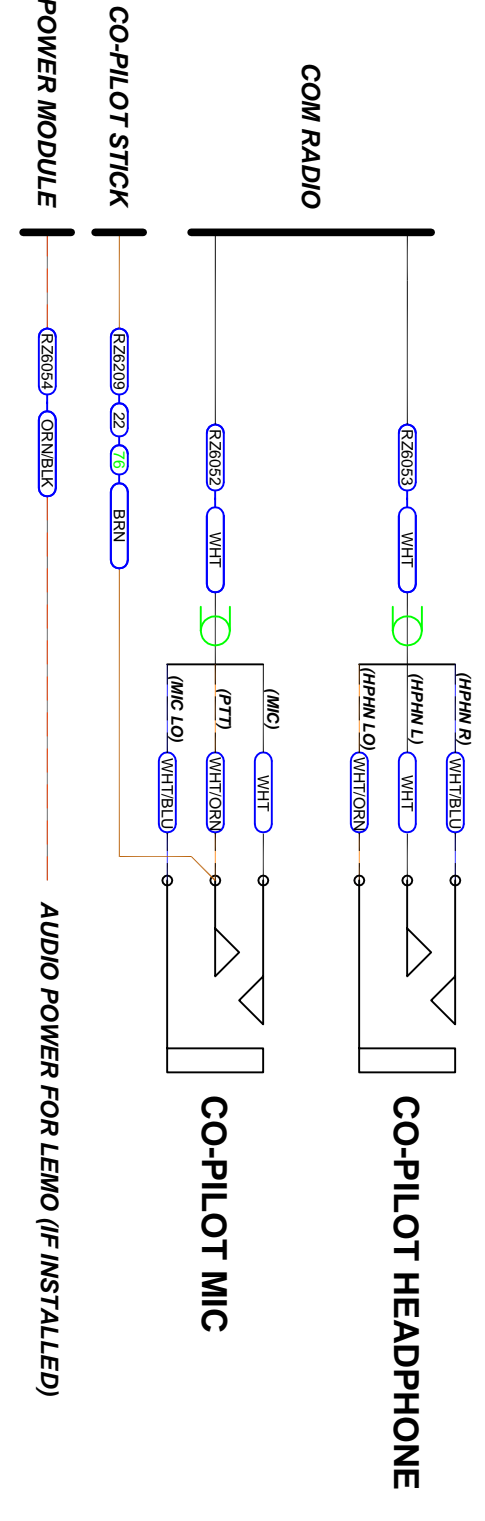 (HPHN R) WHT/BLU
COM RADIO RZ6053 WHT (HPHN L) WHT CO-PILOT HEADPHONE
(HPHN LO) WHT/ORN
(MIC) WHT
RZ6052 WHT (PTT) WHT/ORN CO-PILOT MIC
(MIC LO) WHT/BLU
CO-PILOT STICK RZ6209 22 76 BRN
POWER MODULE RZ6054 ORN/BLK AUDIO POWER FOR LEMO (IF INSTALLED)